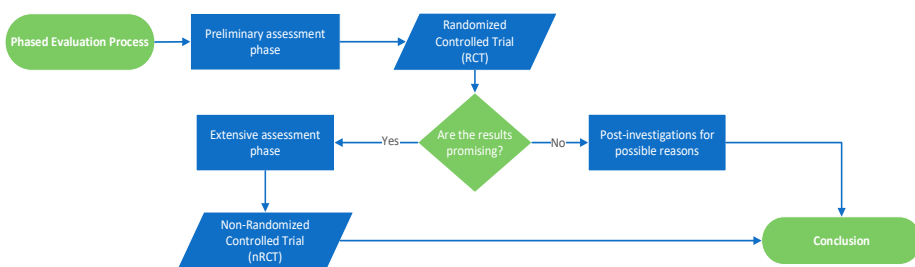 Phased Evaluation Process
Preliminary assessment
phase
Randomized
Controlled Trial
(RCT)
Are the results
promising?
Yes
No
Extensive assessment
phase
Post-investigations for
possible reasons
Non-Randomized
Controlled Trial
(nRCT)
Conclusion